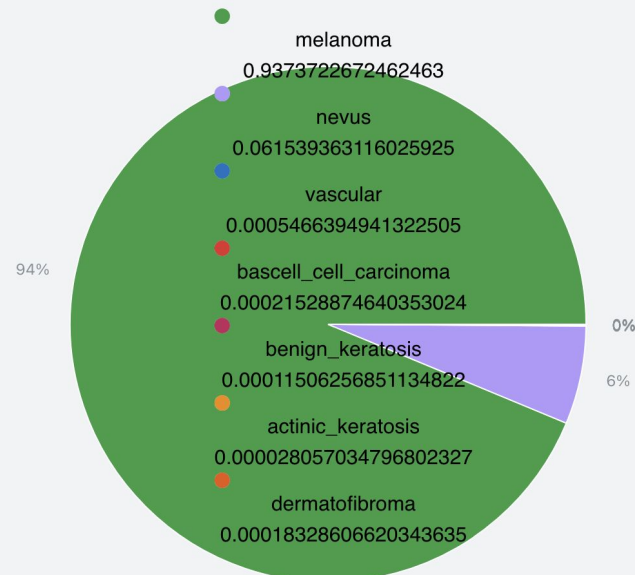 melanoma
0.9373722672462463
nevus
0.061539363116025925
vascular
0.0005466394941322505
bascell_cell_carcinoma
94%
0.00021528874640353024
0%
benign_keratosis
0.00011506256851134822
6%
actinic_keratosis
0.000028057034796802327
dermatofibroma
0.00018328606620343635